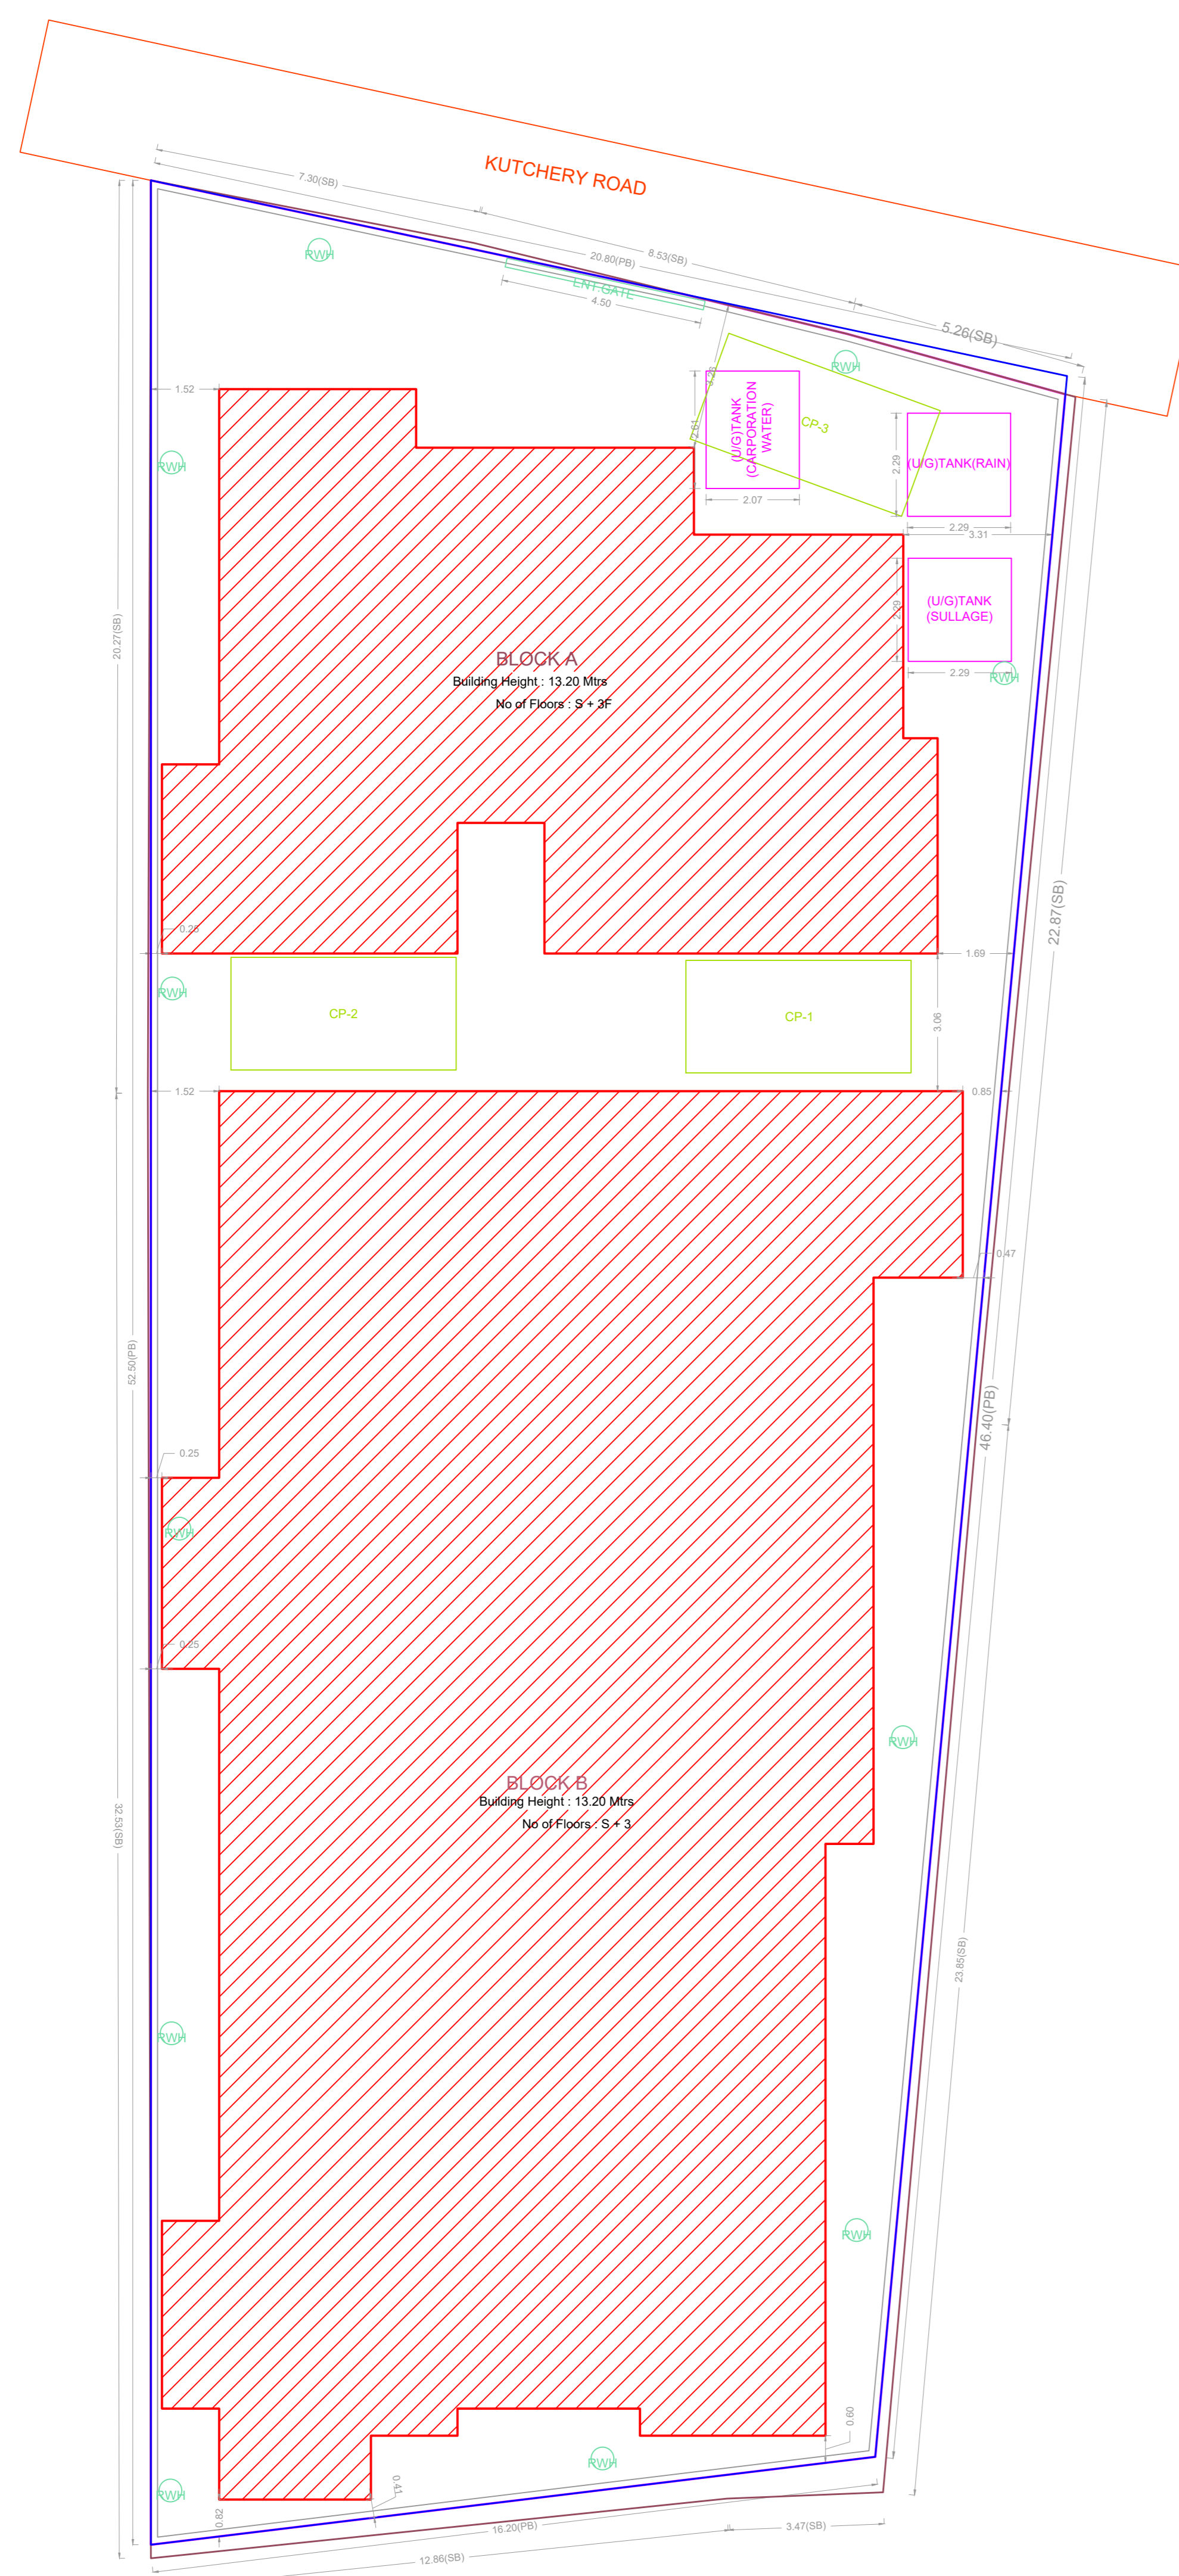 KUTCHERY ROAD
7.30(SB)
20.80(PB)
8.53(SB)
5.26(SB)
RWH
ENT.GATE
4.50
RWH
3.23
1.52
2.61
(U/G)TANK
(CARPORATION
WATER)
CP-3
2.29
(U/G)TANK(RAIN)
RWH
2.07
2.29
3.31
20.27(SB)
2.29
(U/G)TANK
(SULLAGE)
BLOCK A
Building Height : 13.20 Mtrs
No of Floors : S + 3F
2.29
RWH
22.87(SB)
0.25
1.69
RWH
CP-2
CP-1
3.06
1.52
0.85
0.47
52.50(PB)
46.40(PB)
0.25
RWH
0.25
RWH
BLOCK B
Building Height : 13.20 Mtrs
No of Floors : S + 3
32.53(SB)
23.85(SB)
RWH
RWH
0.60
RWH
RWH
0.41
0.82
16.20(PB)
3.47(SB)
12.86(SB)